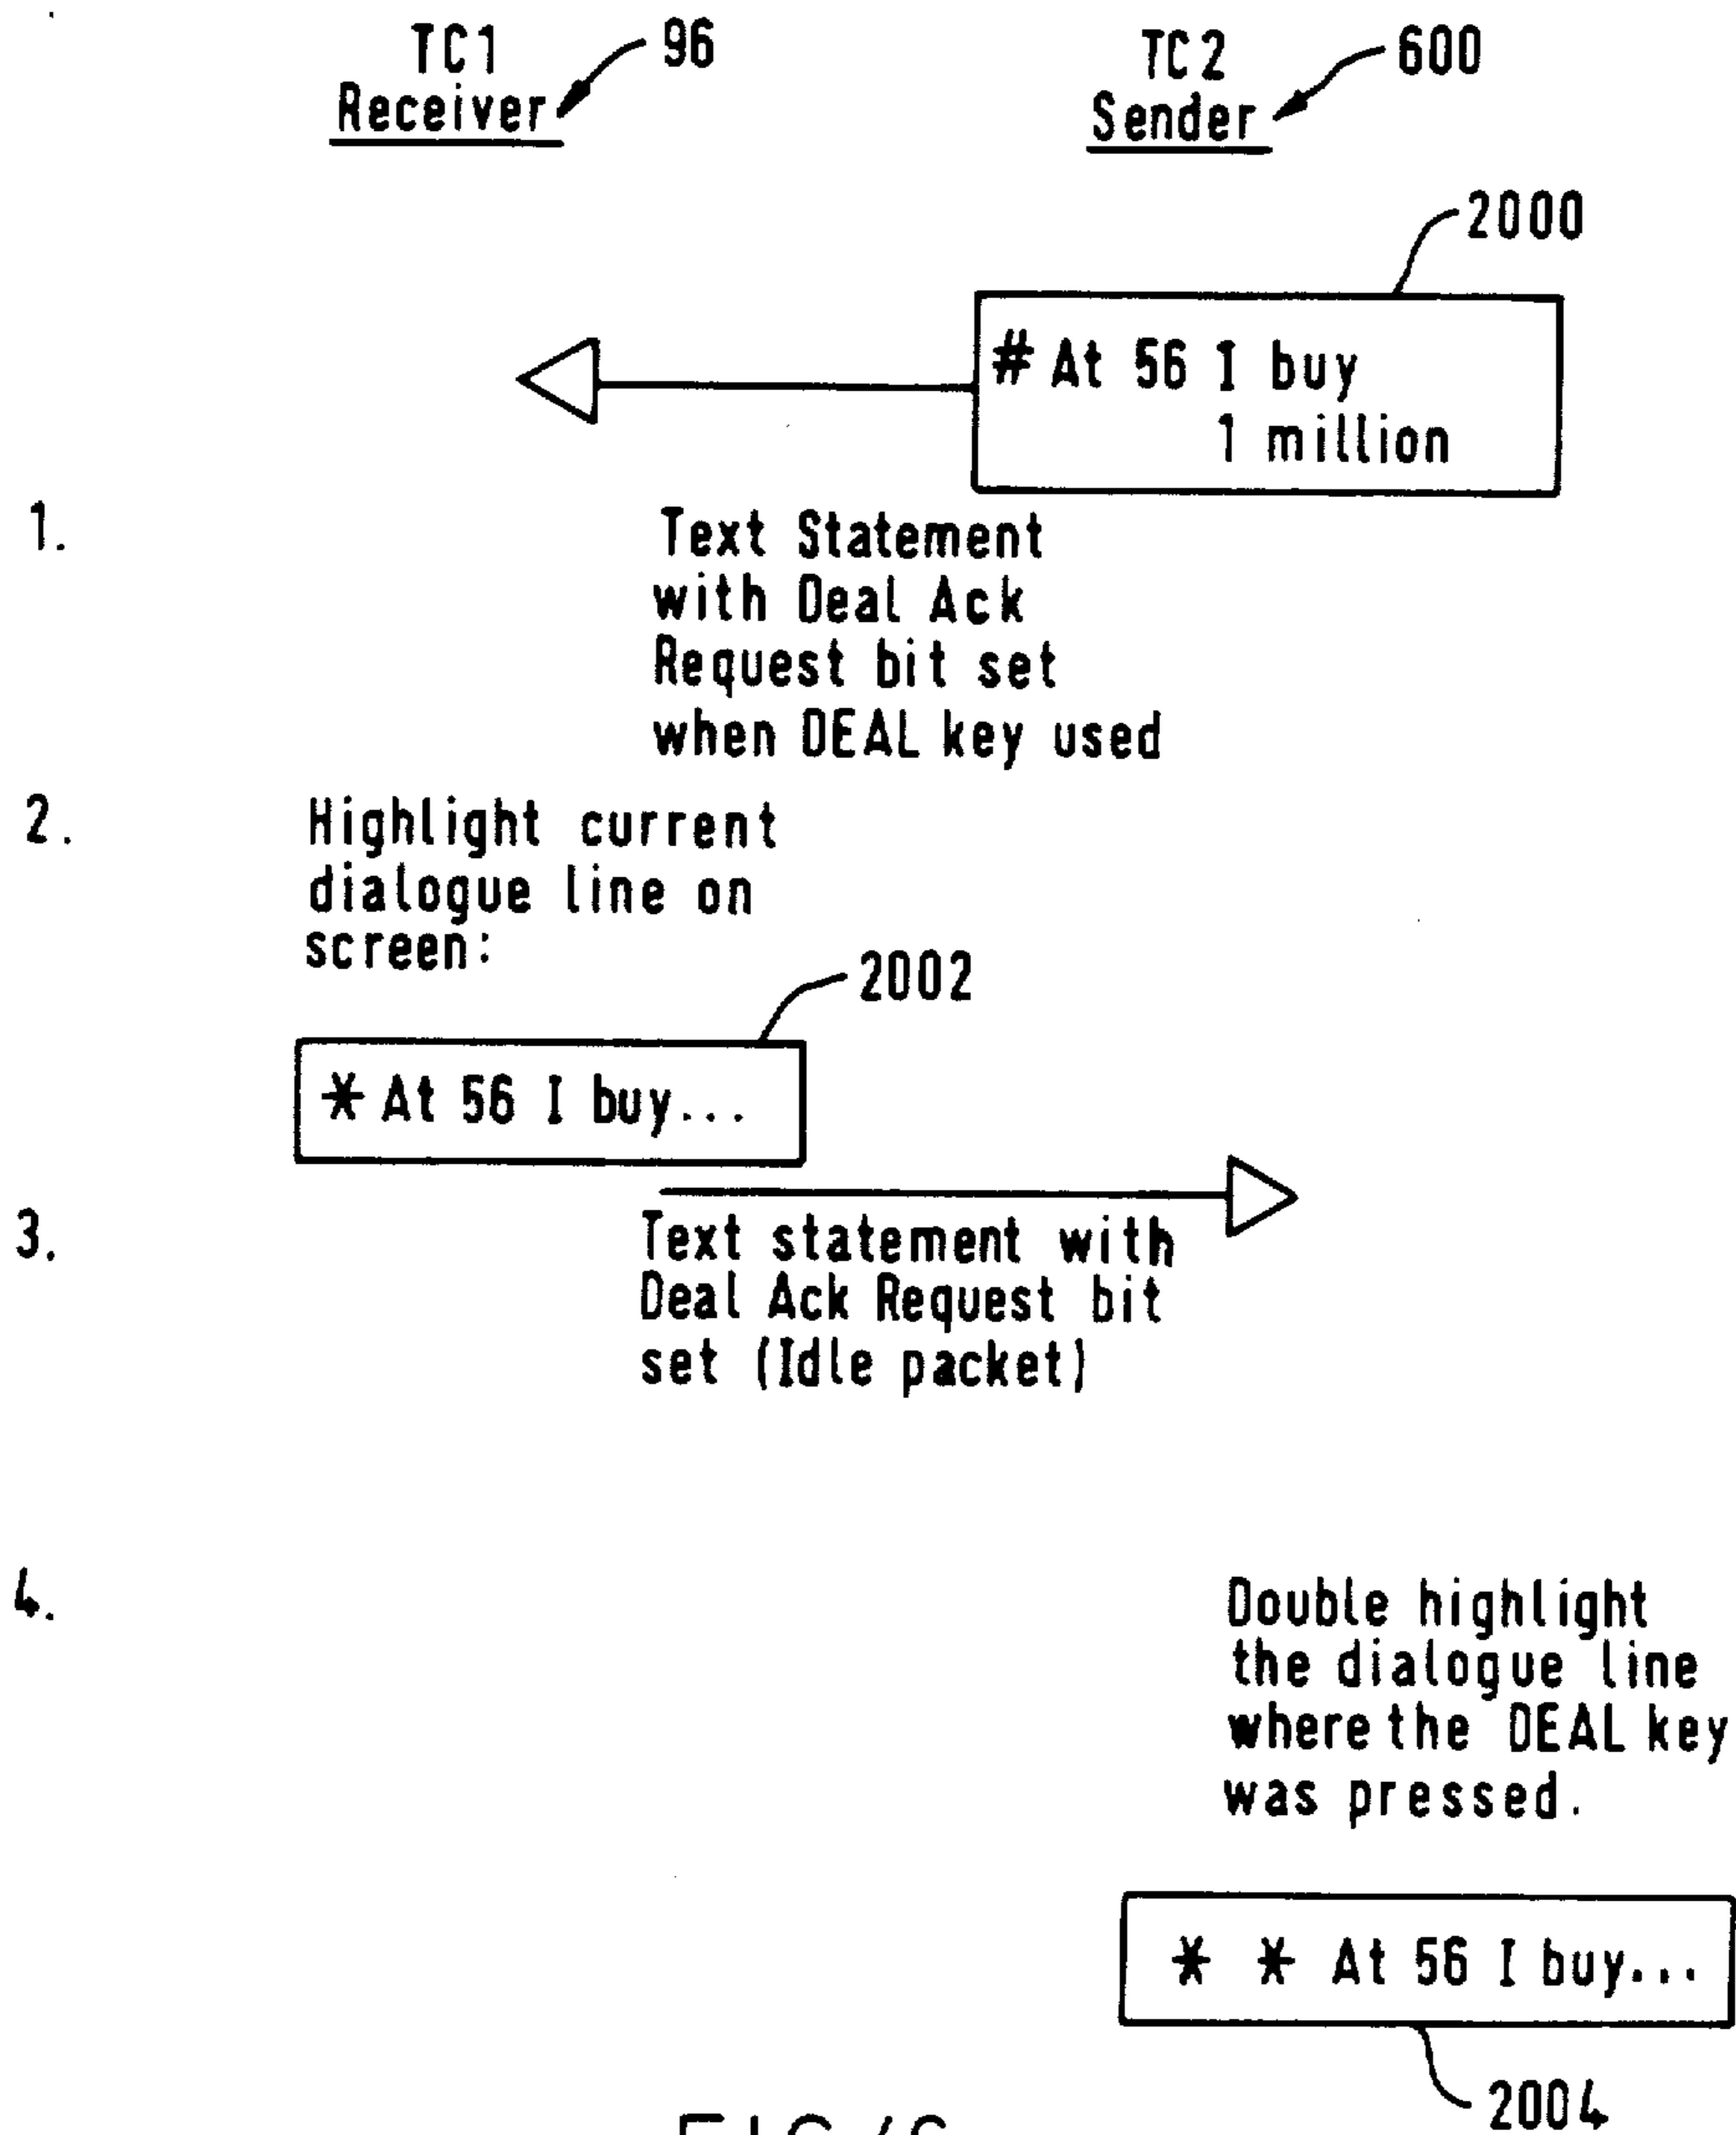 TC1 96
Receiver
TC2 600
Sender
2000
# At 56 I buy
1 million
1.
Text Statement
with Deal Ack
Request bit set
when DEAL key used
2.
Highlight current
dialogue line on
screen:
2002
* At 56 I buy...
3.
Text statement with
Deal Ack Request bit
set (Idle packet)
4.
Double highlight
the dialogue line
where the DEAL key
was pressed.
* * At 56 I buy...
2004